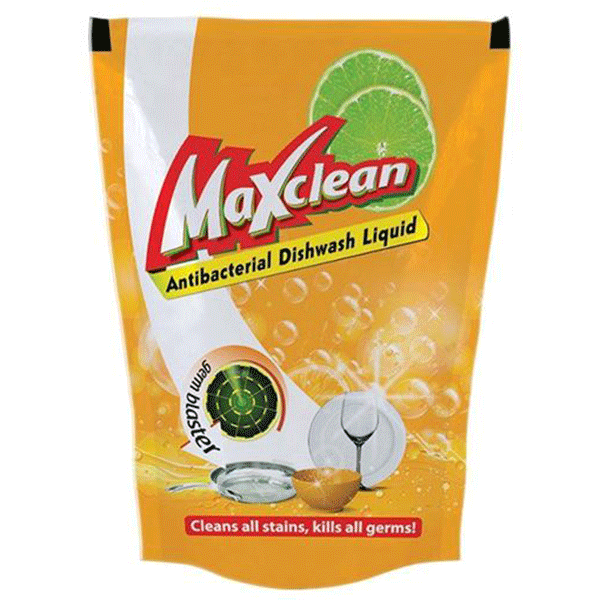 Maxclean
Antibacterial Dishwash Liquid
germ blaster
Cleans all stains, kills all germs!